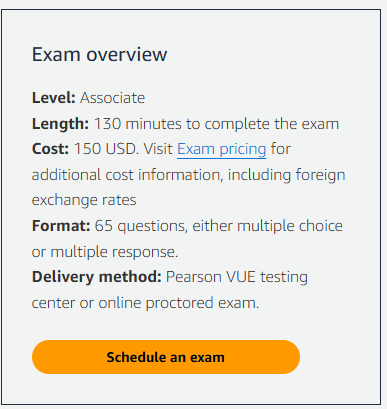 Exam overview
Level: Associate
Length: 130 minutes to complete the exam
Cost: 150 USD. Visit Exam pricing for
additional cost information, including foreign
exchange rates
Format: 65 questions, either multiple choice
or multiple response.
Delivery method: Pearson VUE testing
center or online proctored exam.
Schedule an exam